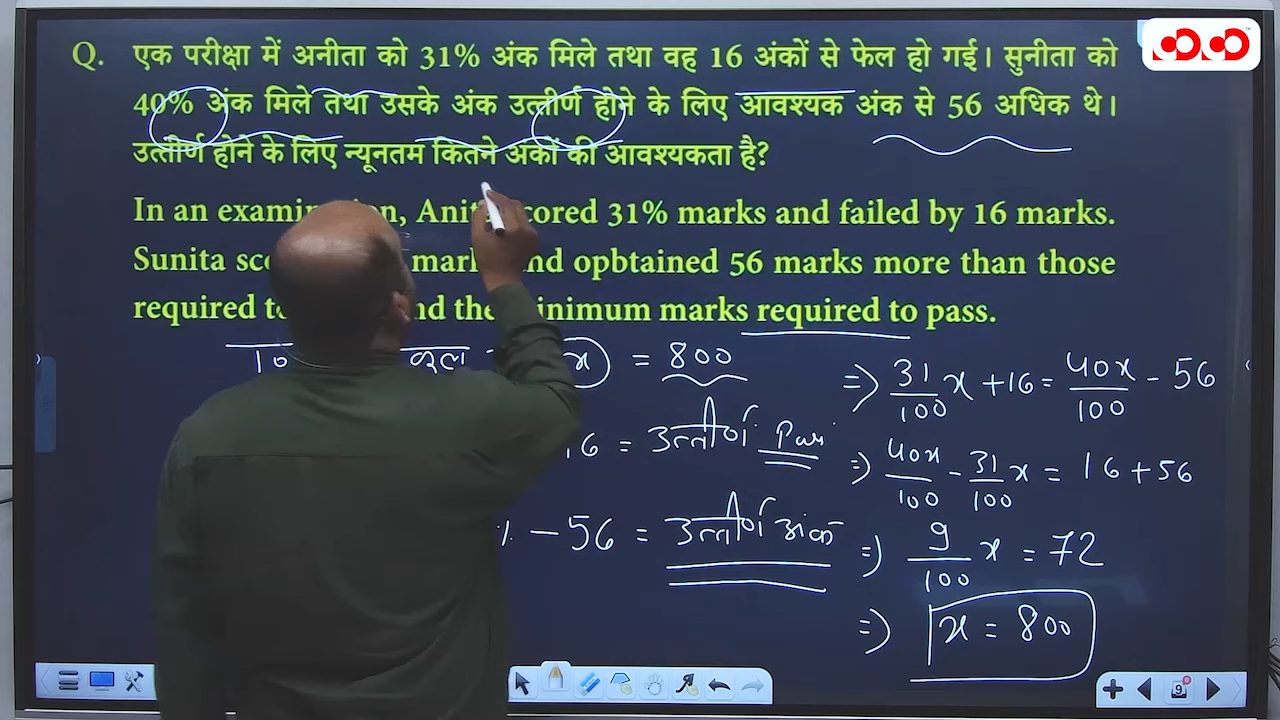 Q. एक परीक्षा में अनीता को 31% अंक मिले तथा वह 16 अंकों से फेल हो गई। सुनीता को
40% अंक मिले तथा उसके अंक उत्तीर्ण होने के लिए आवश्यक अंक से 56 अधिक थे।
उत्तीर्ण होने के लिए न्यूनतम कितने अंकों की आवश्यकता है?
In an examin n, Anit scored 31% marks and failed by 16 marks.
Sunita sc mark nd opbtained 56 marks more than those
required t nd the minimum marks required to pass.
कुल x = 800
16 = उत्तीर्ण Pass
% - 56 = उत्तीर्ण अंक
=> 31/100 x + 16 = 40x/100 - 56
=> 40x/100 - 31/100 x = 16 + 56
=> 9/100 x = 72
=> x = 800
9